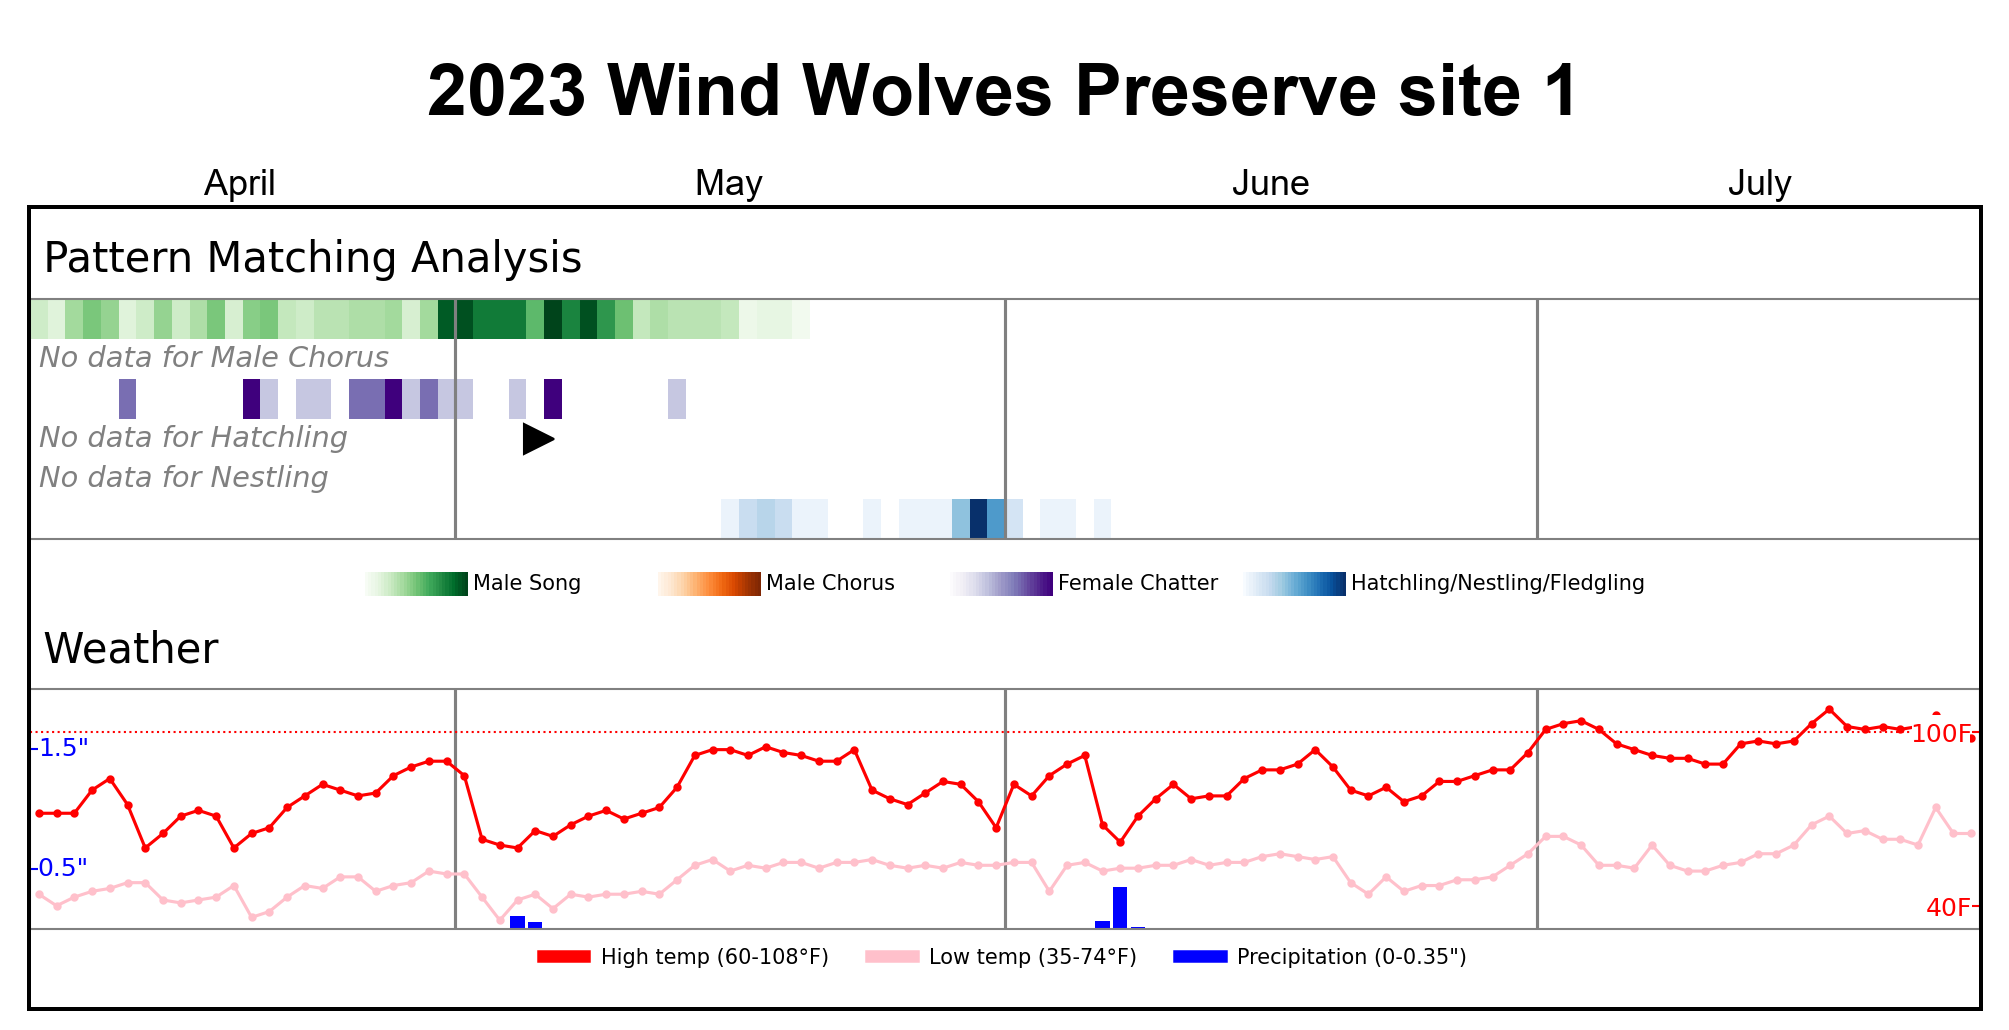 2023 Wind Wolves Preserve site 1
April May June July
Pattern Matching Analysis
No data for Male Chorus
No data for Hatchling
No data for Nestling
Male Song Male Chorus Female Chatter Hatchling/Nestling/Fledgling
Weather
1.5" 100F
0.5" 40F
High temp (60-108°F) Low temp (35-74°F) Precipitation (0-0.35")